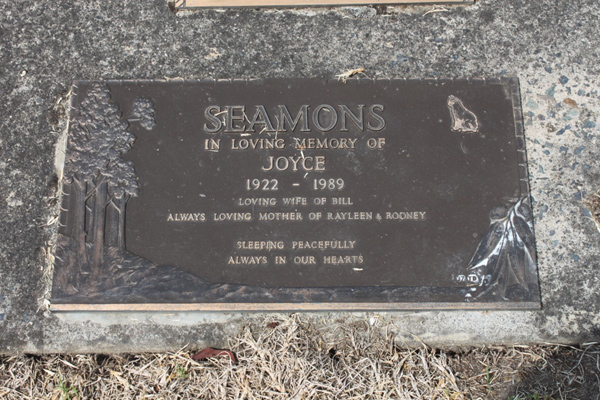 SEAMONS
IN LOVING MEMORY OF
JOYCE
1922 - 1989
LOVING WIFE OF BILL
ALWAYS LOVING MOTHER OF RAYLEEN & RODNEY
SLEEPING PEACEFULLY
ALWAYS IN OUR HEARTS